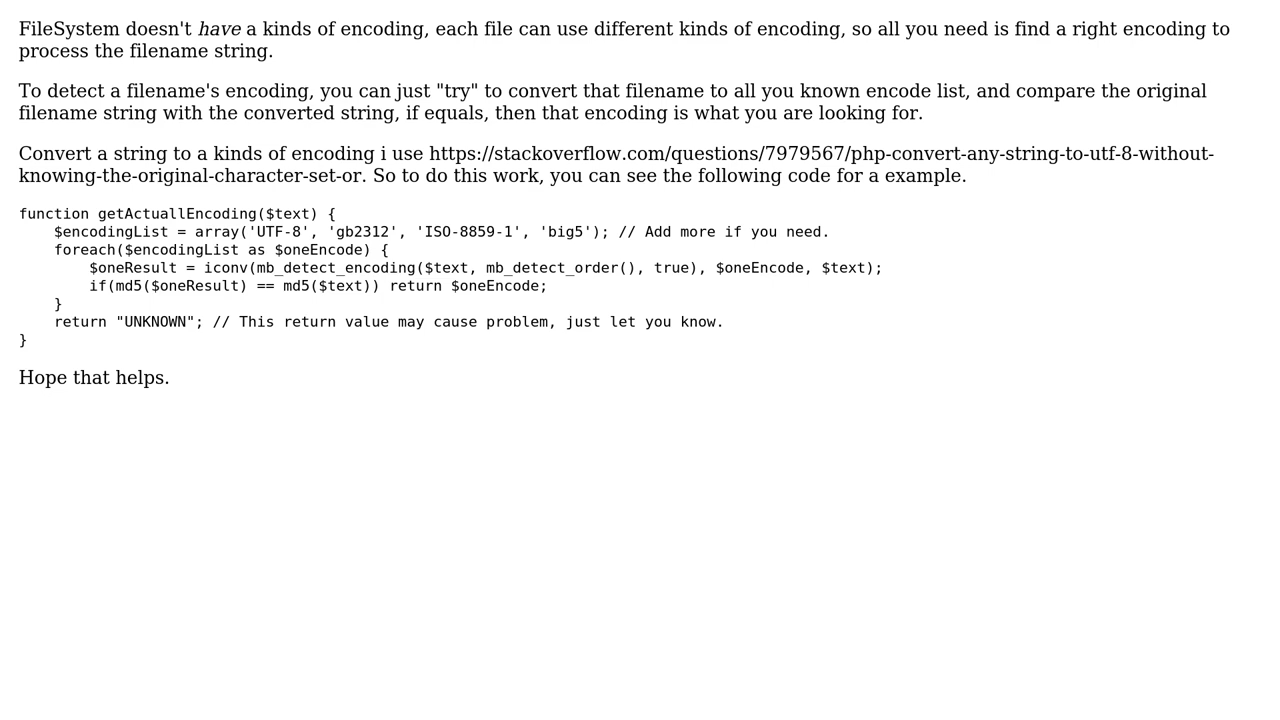 FileSystem doesn't have a kinds of encoding, each file can use different kinds of encoding, so all you need is find a right encoding to
process the filename string.
To detect a filename's encoding, you can just "try" to convert that filename to all you known encode list, and compare the original
filename string with the converted string, if equals, then that encoding is what you are looking for.
Convert a string to a kinds of encoding i use https://stackoverflow.com/questions/7979567/php-convert-any-string-to-utf-8-without-
knowing-the-original-character-set-or. So to do this work, you can see the following code for a example.
function getActuallEncoding($text) {
    $encodingList = array('UTF-8', 'gb2312', 'ISO-8859-1', 'big5'); // Add more if you need.
    foreach($encodingList as $oneEncode) {
        $oneResult = iconv(mb_detect_encoding($text, mb_detect_order(), true), $oneEncode, $text);
        if(md5($oneResult) == md5($text)) return $oneEncode;
    }
    return "UNKNOWN"; // This return value may cause problem, just let you know.
}
Hope that helps.